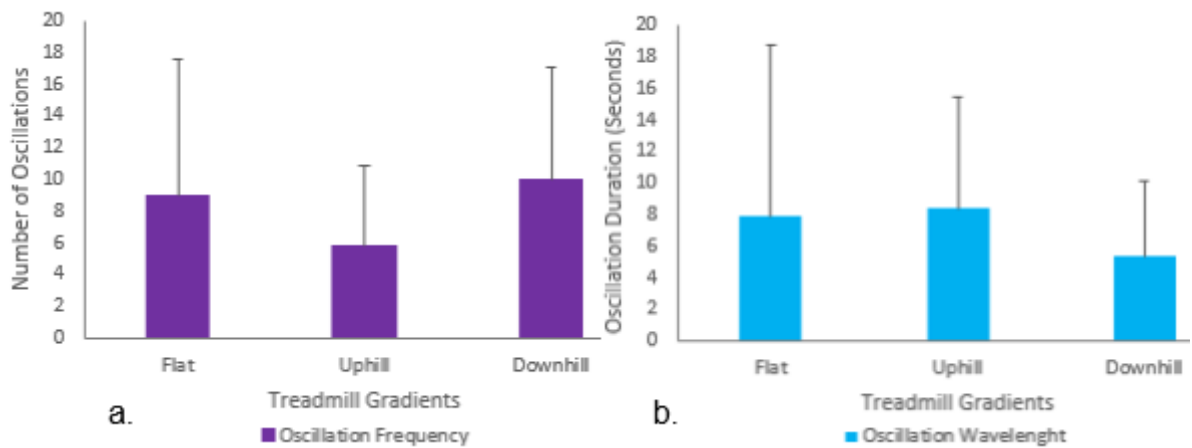 Number of Oscillations
20
18
16
14
12
10
8
6
4
2
0
Flat
Uphill
Downhill
Treadmill Gradients
a.
Oscillation Frequency
Oscillation Duration (Seconds)
20
18
16
14
12
10
8
6
4
2
0
Flat
Uphill
Downhill
Treadmill Gradients
b.
Oscillation Wavelenght